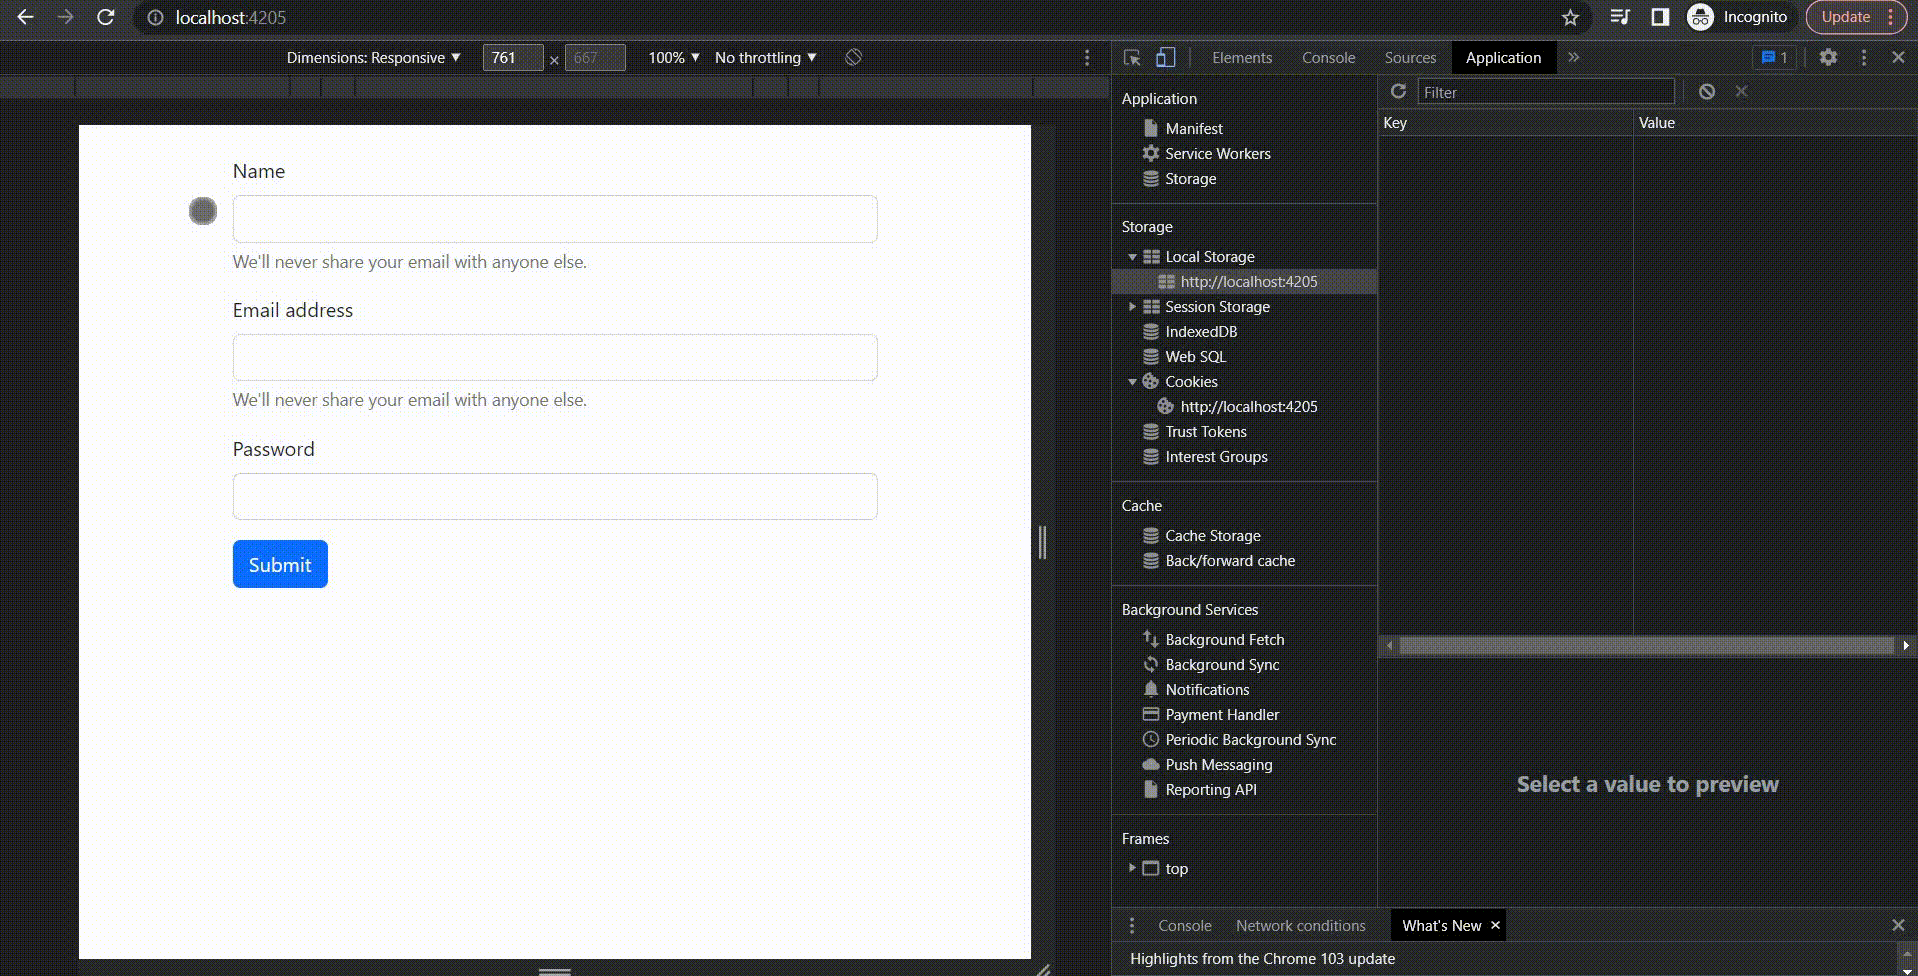 localhost:4205
Incognito
Update
Dimensions: Responsive ▼
761 × 667
100% ▼
No throttling ▼
Elements
Console
Sources
Application
»
1
Name
We'll never share your email with anyone else.
Email address
We'll never share your email with anyone else.
Password
Submit
Application
Manifest
Service Workers
Storage
Storage
Local Storage
http://localhost:4205
Session Storage
IndexedDB
Web SQL
Cookies
http://localhost:4205
Trust Tokens
Interest Groups
Cache
Cache Storage
Back/forward cache
Background Services
Background Fetch
Background Sync
Notifications
Payment Handler
Periodic Background Sync
Push Messaging
Reporting API
Frames
top
Filter
Key
Value
Select a value to preview
Console
Network conditions
What's New ×
Highlights from the Chrome 103 update